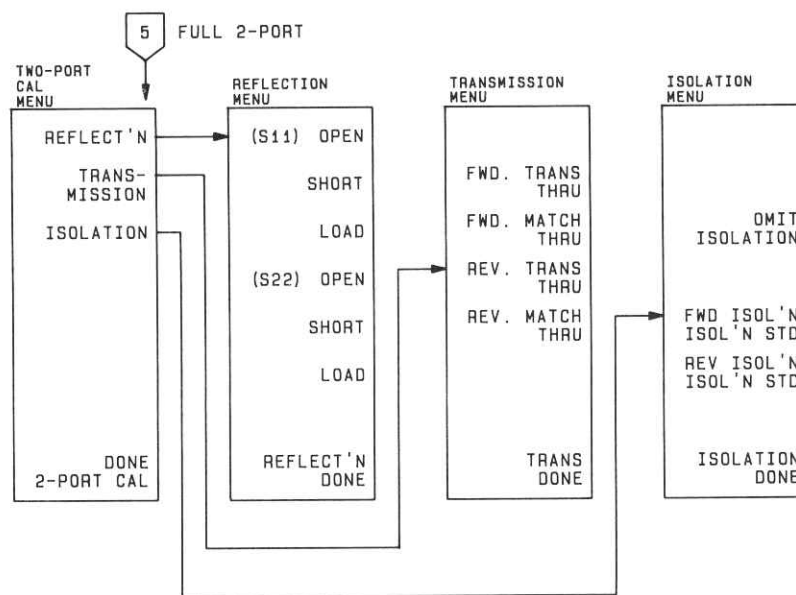 5 FULL 2-PORT
TWO-PORT
CAL
MENU
REFLECT'N
TRANS-
MISSION
ISOLATION
DONE
2-PORT CAL
REFLECTION
MENU
(S11) OPEN
SHORT
LOAD
(S22) OPEN
SHORT
LOAD
REFLECT'N
DONE
TRANSMISSION
MENU
FWD. TRANS
THRU
FWD. MATCH
THRU
REV. TRANS
THRU
REV. MATCH
THRU
TRANS
DONE
ISOLATION
MENU
OMIT
ISOLATION
FWD ISOL'N
ISOL'N STD
REV ISOL'N
ISOL'N STD
ISOLATION
DONE